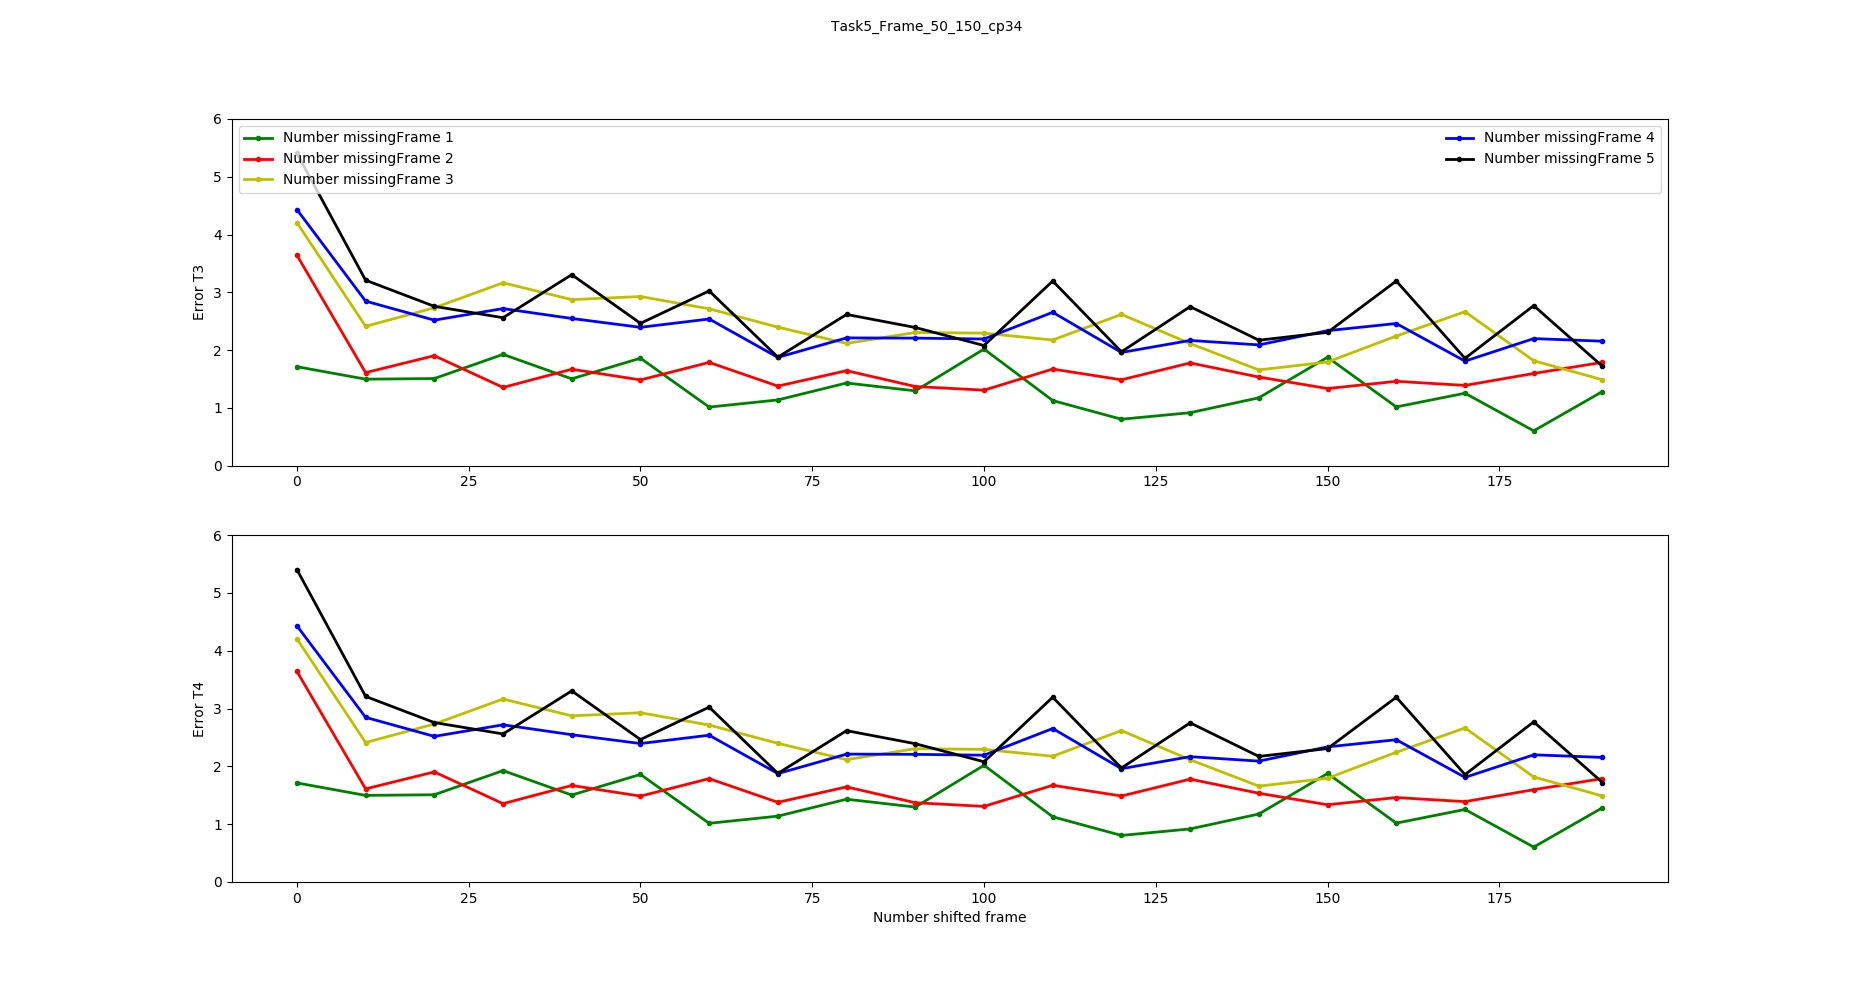 Task5_Frame_50_150_cp34
6
Number missingFrame 1
Number missingFrame 4
Number missingFrame 2
Number missingFrame 5
Number missingFrame 3
5
4
3
2
1
0
Error T3
0 25 50 75 100 125 150 175
6
5
4
3
2
1
0
Error T4
0 25 50 75 100 125 150 175
Number shifted frame